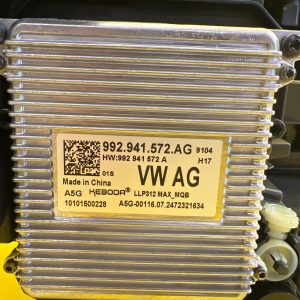 992.941.572.AG 9104
HW:992 941 572 A H17
01S VW AG
Made in China
A5G HEBODA® LLP312 MAX_MQB
10101500228 A5G-00116.07.2472321634